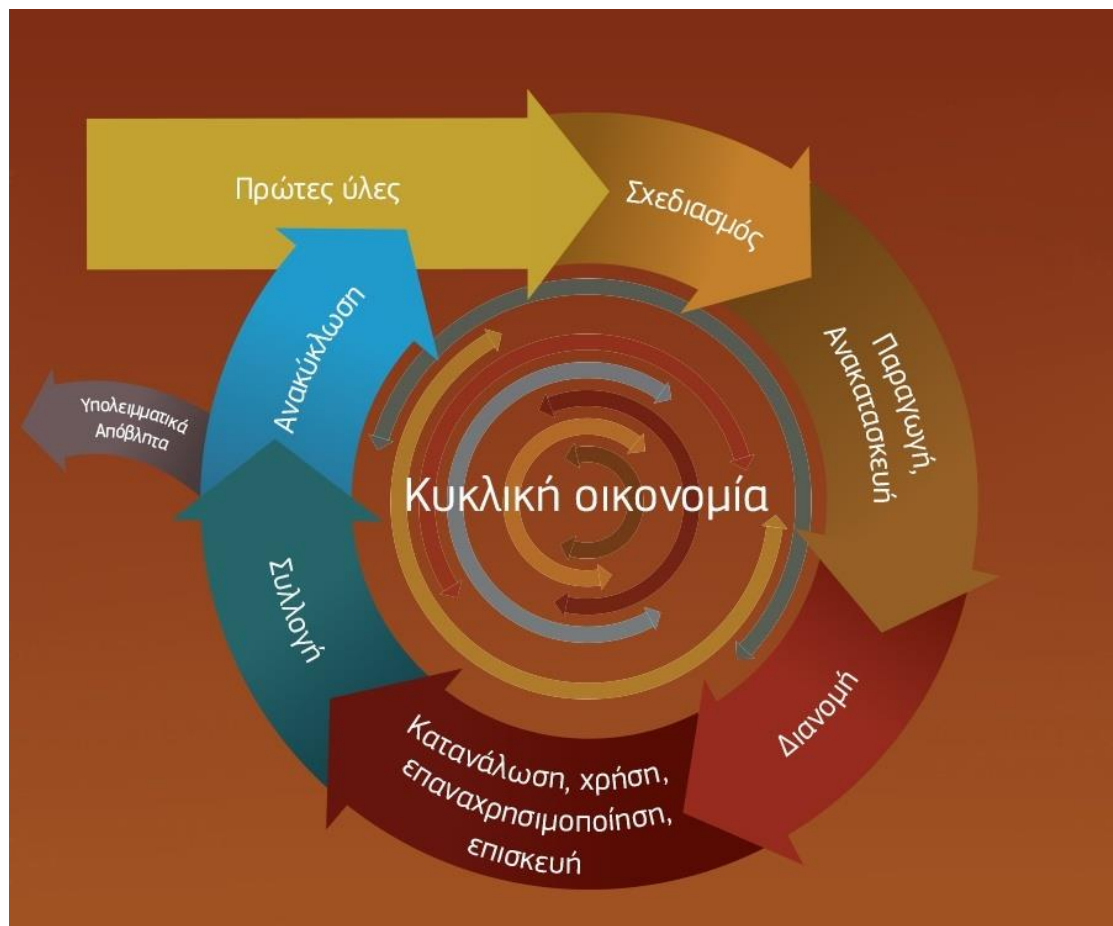 Πρώτες ύλες
Σχεδιασμός
Παραγωγή,
Ανακατασκευή
Διανομή
Κατανάλωση, χρήση,
επαναχρησιμοποίηση,
επισκευή
Συλλογή
Ανακύκλωση
Υπολειμματικά
Απόβλητα
Κυκλική οικονομία